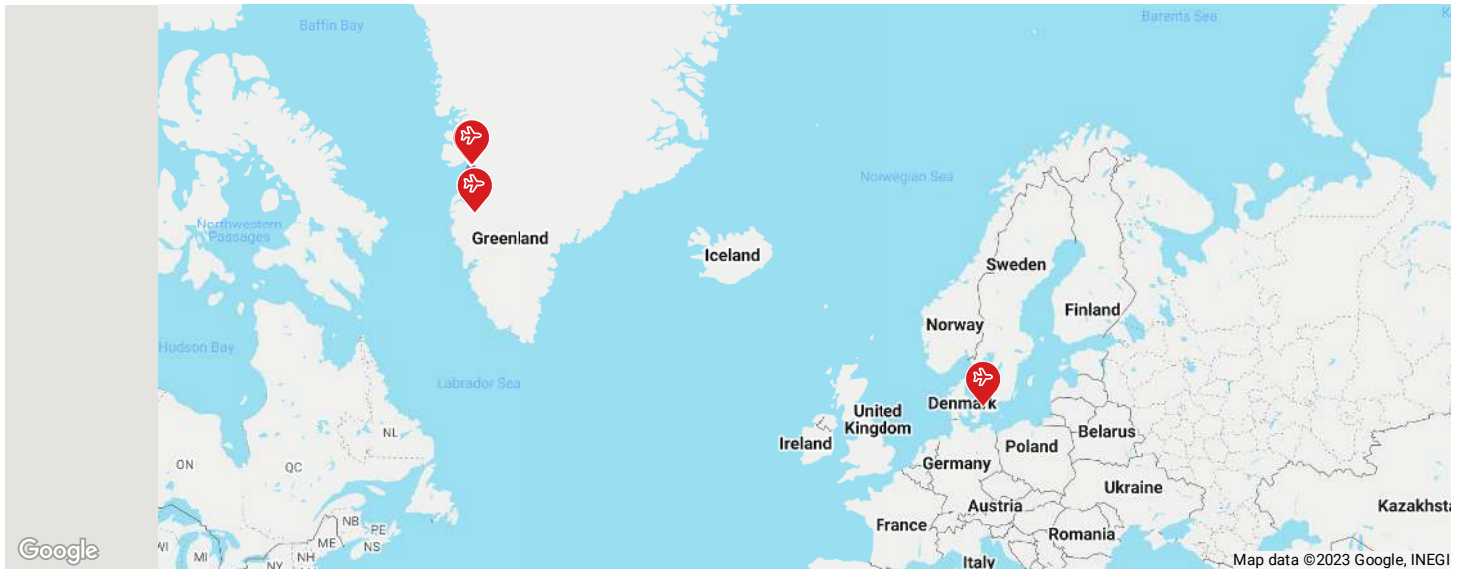 Baffin Bay
Barents Sea
K
Norwegian Sea
Northwestern
Passages
Greenland
Iceland
Sweden
Finland
Norway
Hudson Bay
Labrador Sea
Denmark
United
Kingdom
NL
Ireland
Belarus
Poland
Germany
ON
QC
Ukraine
Austria
Kazakhsta
France
NB
PE
Romania
ME
NS
WI
MI
NH
NY
Italy
Google
Map data ©2023 Google, INEGI